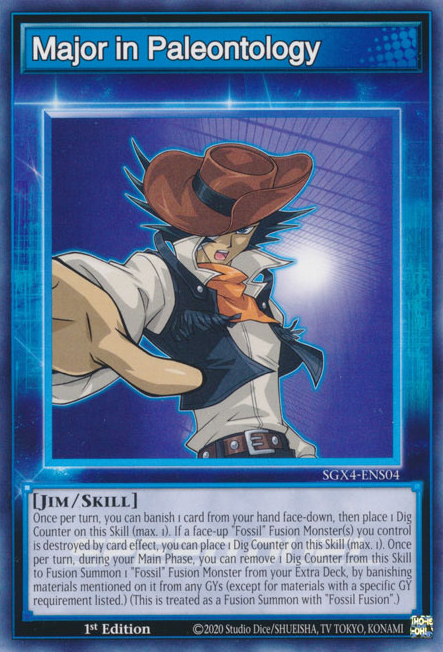 Major in Paleontology
SGX4-ENS04
[JIM/SKILL]
Once per turn, you can banish 1 card from your hand face-down, then place 1 Dig
Counter on this Skill (max. 1). If a face-up "Fossil" Fusion Monster(s) you control
is destroyed by card effect, you can place 1 Dig Counter on this Skill (max. 1). Once
per turn, during your Main Phase, you can remove 1 Dig Counter from this Skill
to Fusion Summon 1 "Fossil" Fusion Monster from your Extra Deck, by banishing
materials mentioned on it from any GYs (except for materials with a specific GY
requirement listed.) (This is treated as a Fusion Summon with "Fossil Fusion".)
1st Edition
©2020 Studio Dice/SHUEISHA, TV TOKYO, KONAMI